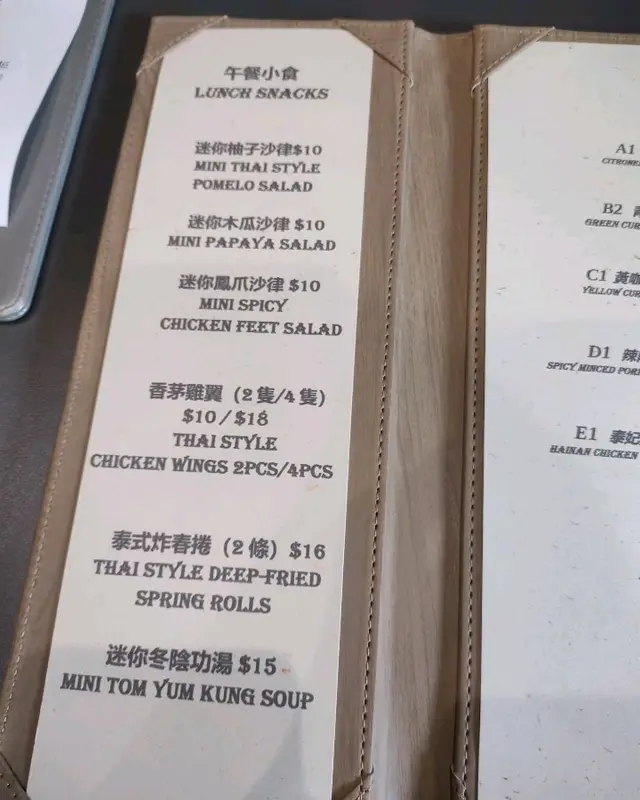 午餐小食
LUNCH SNACKS
迷你柚子沙律$10
MINI THAI STYLE
POMELO SALAD
迷你木瓜沙律 $10
MINI PAPAYA SALAD
迷你鳳爪沙律 $10
MINI SPICY
CHICKEN FEET SALAD
香茅雞翼（2 隻/4 隻）
$10 / $18
THAI STYLE
CHICKEN WINGS 2PCS/4PCS
泰式炸春捲（2 條）$16
THAI STYLE DEEP-FRIED
SPRING ROLLS
迷你冬陰功湯 $15
MINI TOM YUM KUNG SOUP
A1
B2
GREEN CUR
C1 黃咖
YELLOW CUR
D1 辣
SPICY MINCED POR
E1 泰
HAINAN CHICKEN